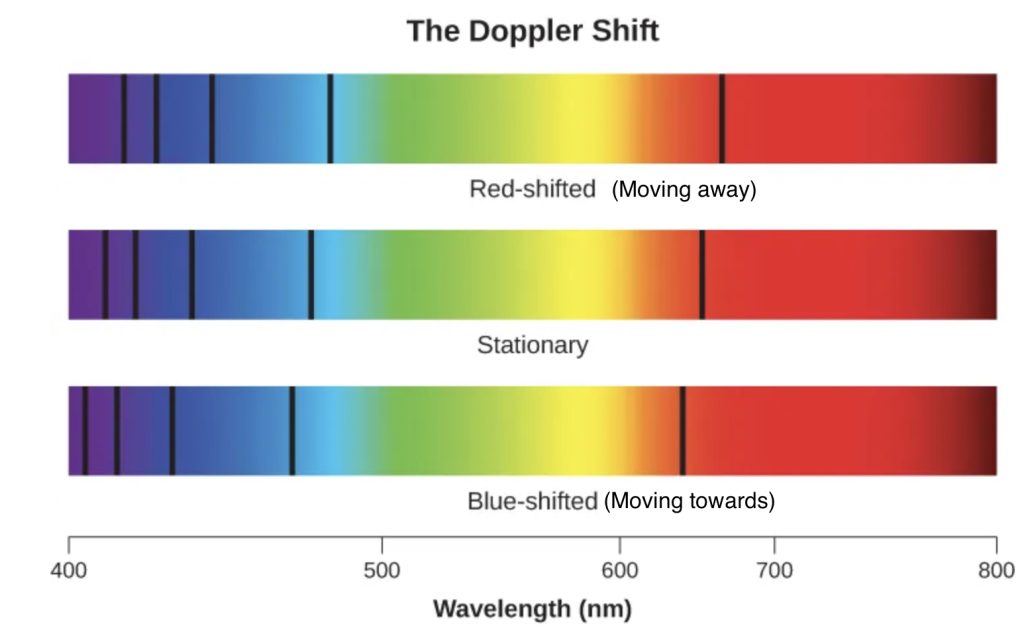 The Doppler Shift
Red-shifted (Moving away)
Stationary
Blue-shifted (Moving towards)
400 500 600 700 800
Wavelength (nm)